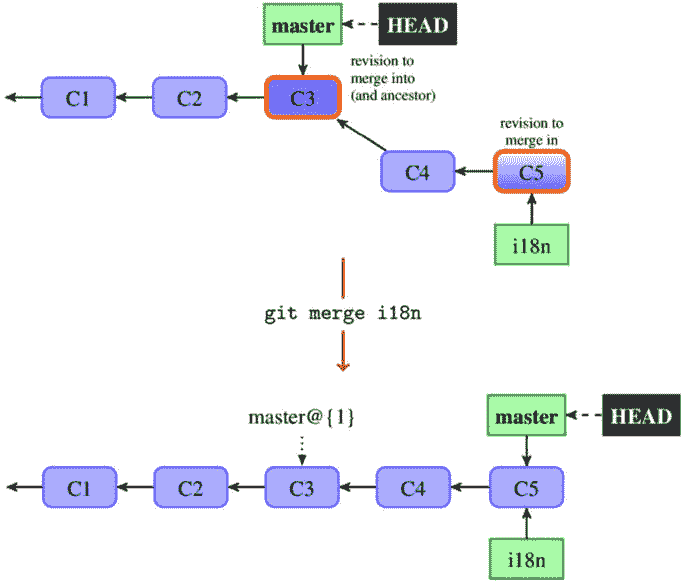 master
HEAD
revision to
merge into
(and ancestor)
C1
C2
C3
revision to
merge in
C4
C5
i18n
git merge i18n
master@{1}
master
HEAD
C1
C2
C3
C4
C5
i18n